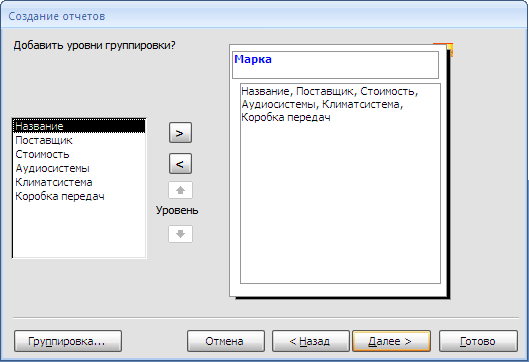 Создание отчетов
Добавить уровни группировки?
Марка
Название, Поставщик, Стоимость,
Аудиосистемы, Климатсистема,
Коробка передач
Название
Поставщик
Стоимость
Аудиосистемы
Климатсистема
Коробка передач
>
<
Уровень
Группировка...
Отмена
< Назад
Далее >
Готово